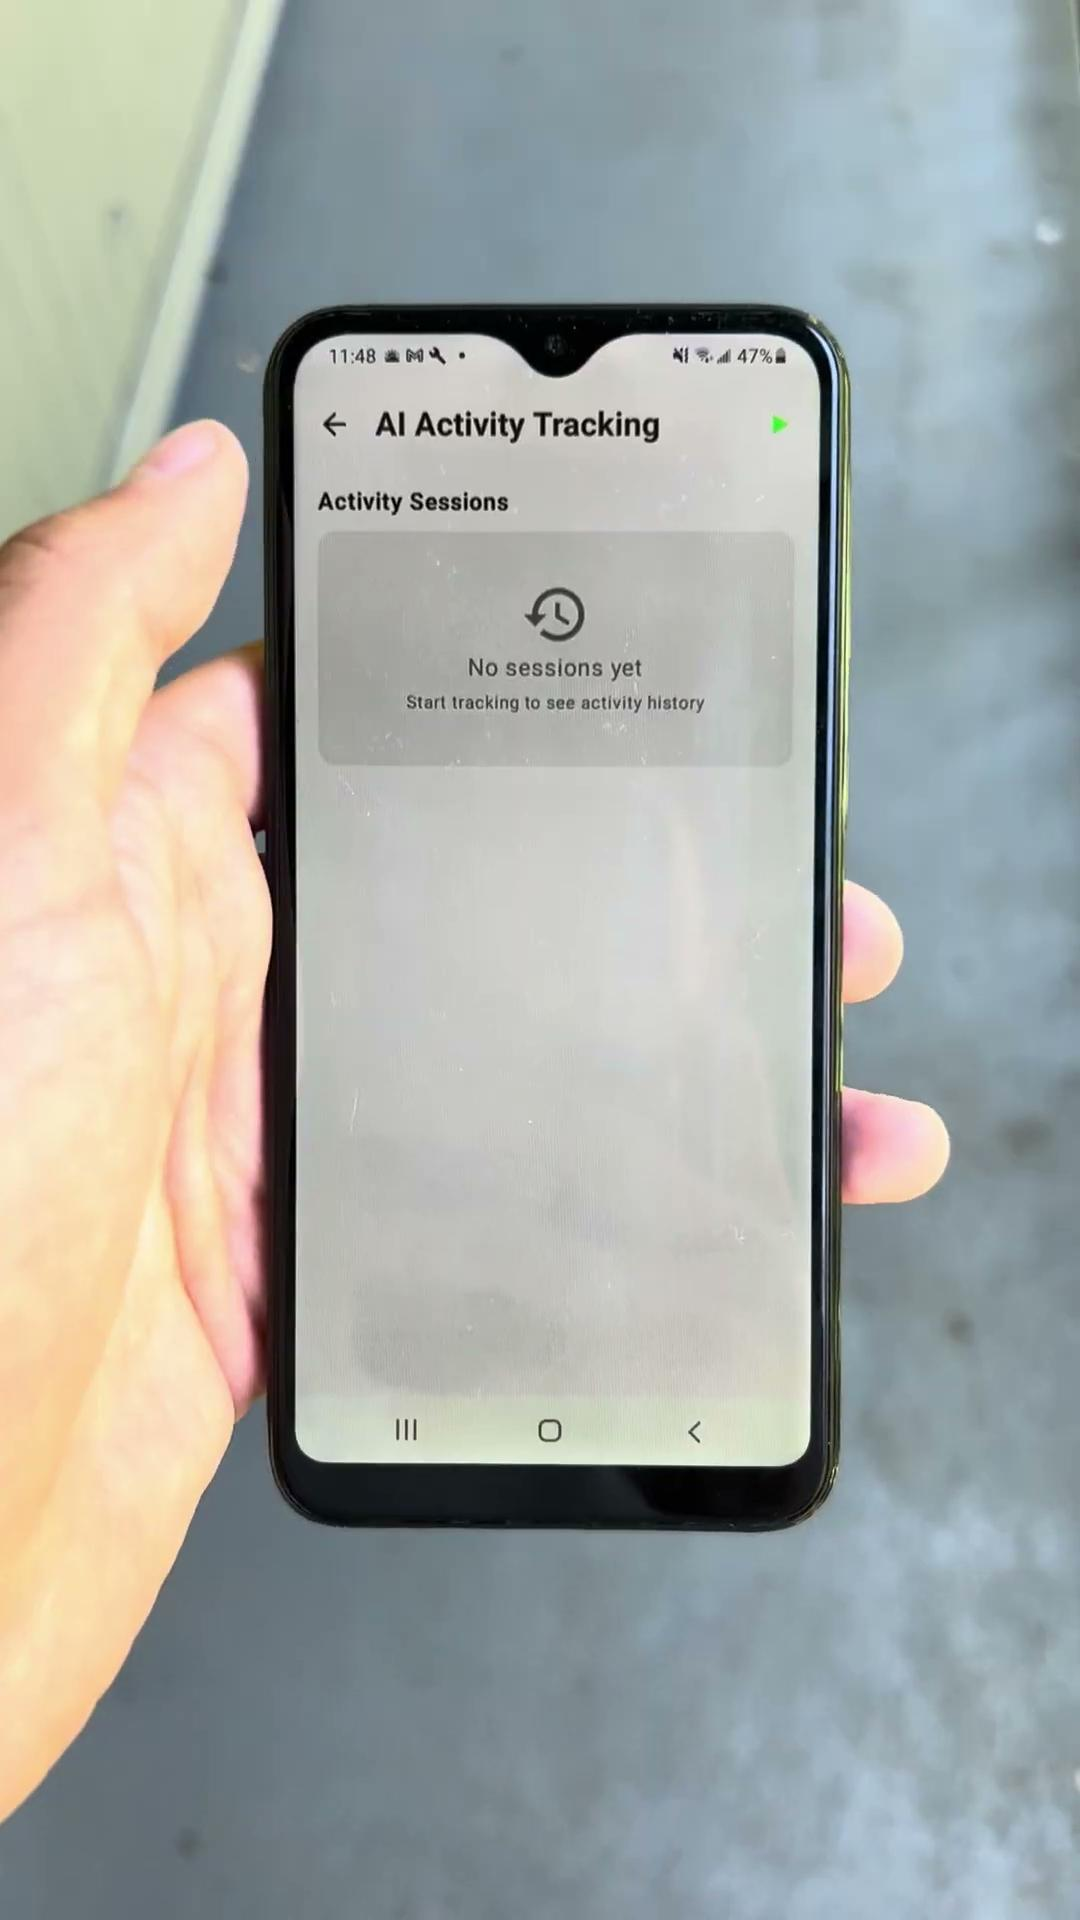 11:48 47%
AI Activity Tracking
Activity Sessions
No sessions yet
Start tracking to see activity history